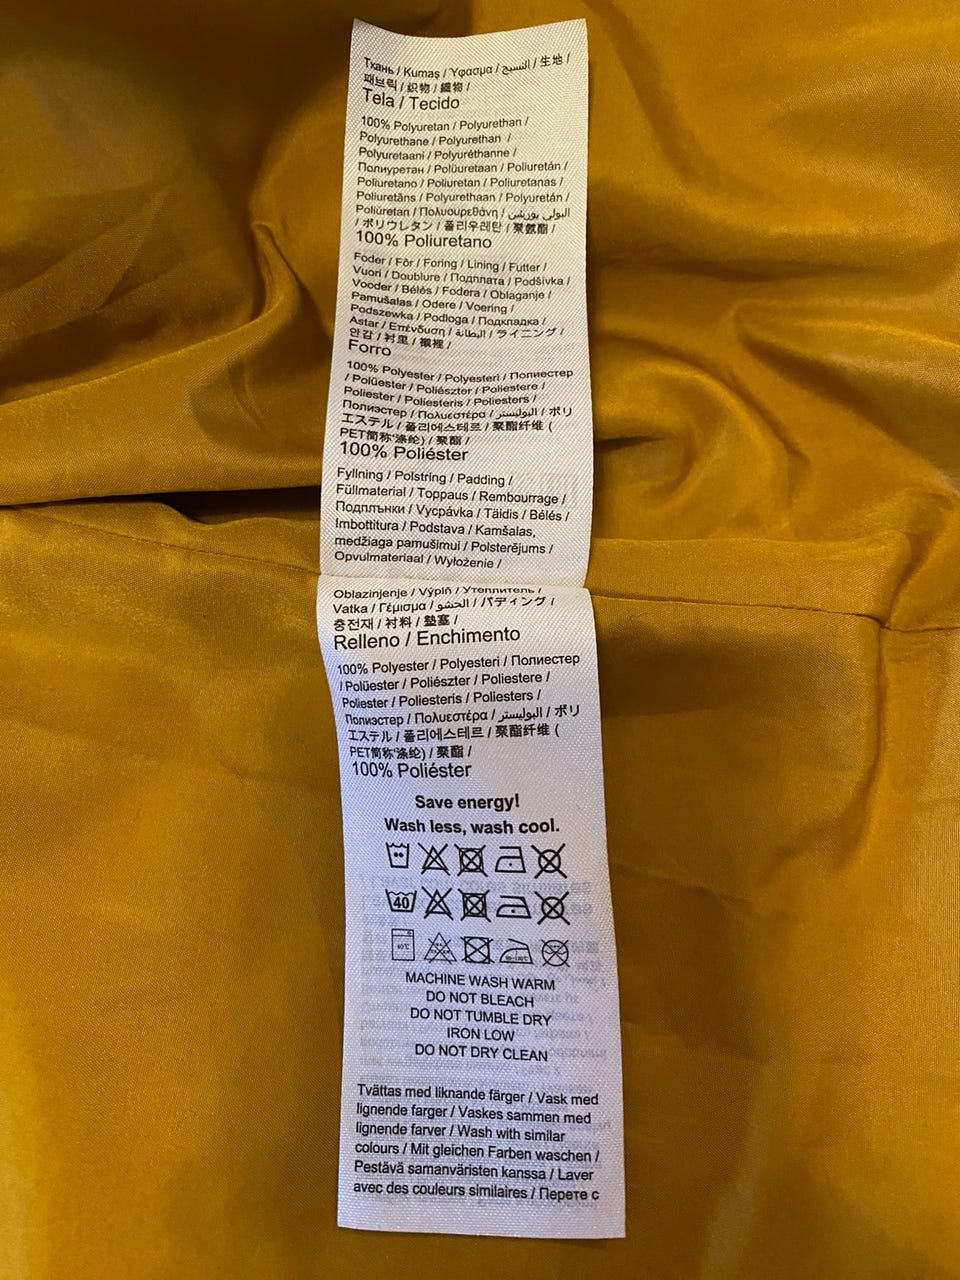 Ткань / Kumaş / Ύφασμα / النسيج / 生地 /
패브릭 / 织物 / 織物 /
Tela / Tecido
100% Polyuretan / Polyurethan /
Polyurethane / Polyurethan /
Polyuretaani / Polyuréthanne /
Полиуретан / Polüuretaan / Poliuretán /
Poliuretano / Poliuretan / Poliuretanas /
Poliuretāns / Polyurethaan / Polyuretán /
Poliüretan / Πολυουρεθάνη / البولي يوريثين
/ ポリウレタン / 폴리우레탄 / 聚氨酯 /
100% Poliuretano
Foder / Fôr / Foring / Lining / Futter /
Vuori / Doublure / Подплата / Podšívka /
Vooder / Bélés / Fodera / Oblaganje /
Pamušalas / Odere / Voering /
Podszewka / Podloga / Подкладка /
Astar / Επένδυση / البطانة / ライニング /
안감 / 衬里 / 襯裡 /
Forro
100% Polyester / Polyesteri / Полиестер
/ Polüester / Poliészter / Poliestere /
Poliester / Poliesteris / Poliesters /
Полиэстер / Πολυεστέρα / البوليستر / ポリ
エステル / 폴리에스테르 / 聚酯纤维 (
PET简称'涤纶) / 聚酯 /
100% Poliéster
Fyllning / Polstring / Padding /
Füllmaterial / Toppaus / Rembourrage /
Подплънки / Vycpávka / Täidis / Bélés /
Imbottitura / Podstava / Kamšalas,
medžiaga pamušimui / Polsterējums /
Opvulmateriaal / Wyłożenie /
Oblazinjenje / Výplň / Утеплитель /
Vatka / Γέμισμα / الحشو / パディング /
충전재 / 衬料 / 墊塞 /
Relleno / Enchimento
100% Polyester / Polyesteri / Полиестер
/ Polüester / Poliészter / Poliestere /
Poliester / Poliesteris / Poliesters /
Полиэстер / Πολυεστέρα / البوليستر / ポリ
エステル / 폴리에스테르 / 聚酯纤维 (
PET简称'涤纶) / 聚酯 /
100% Poliéster
Save energy!
Wash less, wash cool.
40
40℃
MACHINE WASH WARM
DO NOT BLEACH
DO NOT TUMBLE DRY
IRON LOW
DO NOT DRY CLEAN
Tvättas med liknande färger / Vask med
lignende farger / Vaskes sammen med
lignende farver / Wash with similar
colours / Mit gleichen Farben waschen /
Pestävä samanväristen kanssa / Laver
avec des couleurs similaires / Перете с